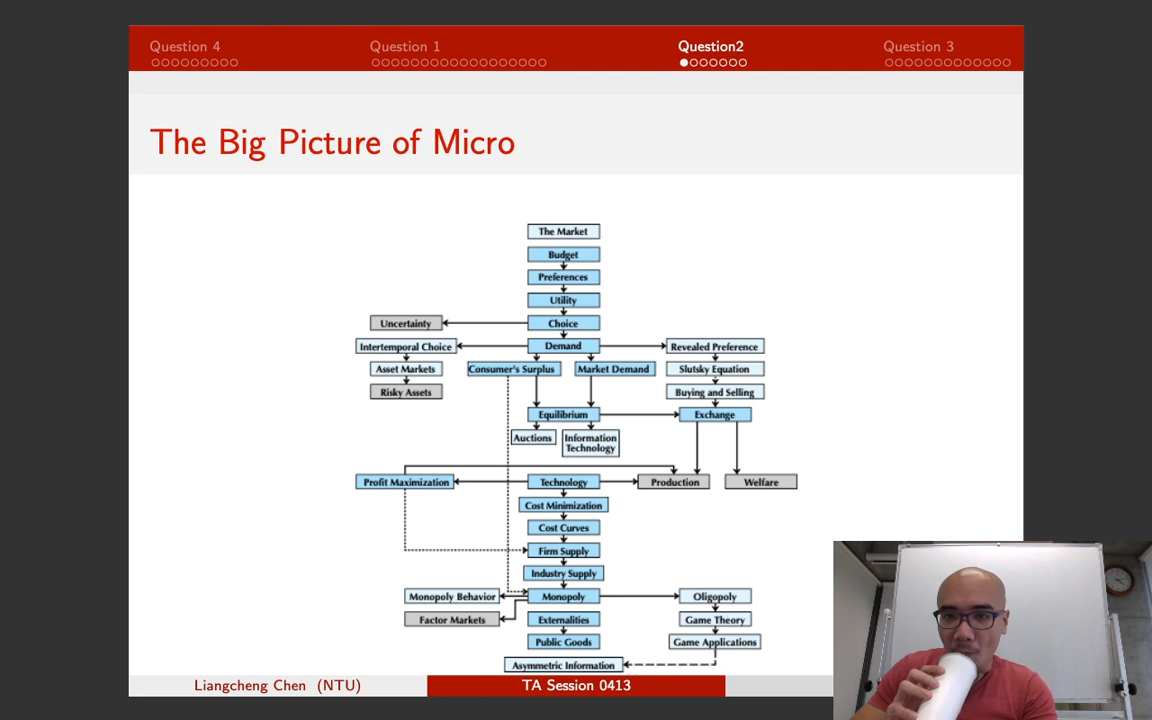 Question 4 Question 1 Question2 Question 3
The Big Picture of Micro
The Market
Budget
Preferences
Utility
Uncertainty Choice
Intertemporal Choice Demand Revealed Preference
Asset Markets Consumer's Surplus Market Demand Slutsky Equation
Risky Assets Buying and Selling
Equilibrium Exchange
Auctions Information
Technology
Profit Maximization Technology Production Welfare
Cost Minimization
Cost Curves
Firm Supply
Industry Supply
Monopoly Behavior Monopoly Oligopoly
Factor Markets Externalities Game Theory
Public Goods Game Applications
Asymmetric Information
Liangcheng Chen (NTU) TA Session 0413